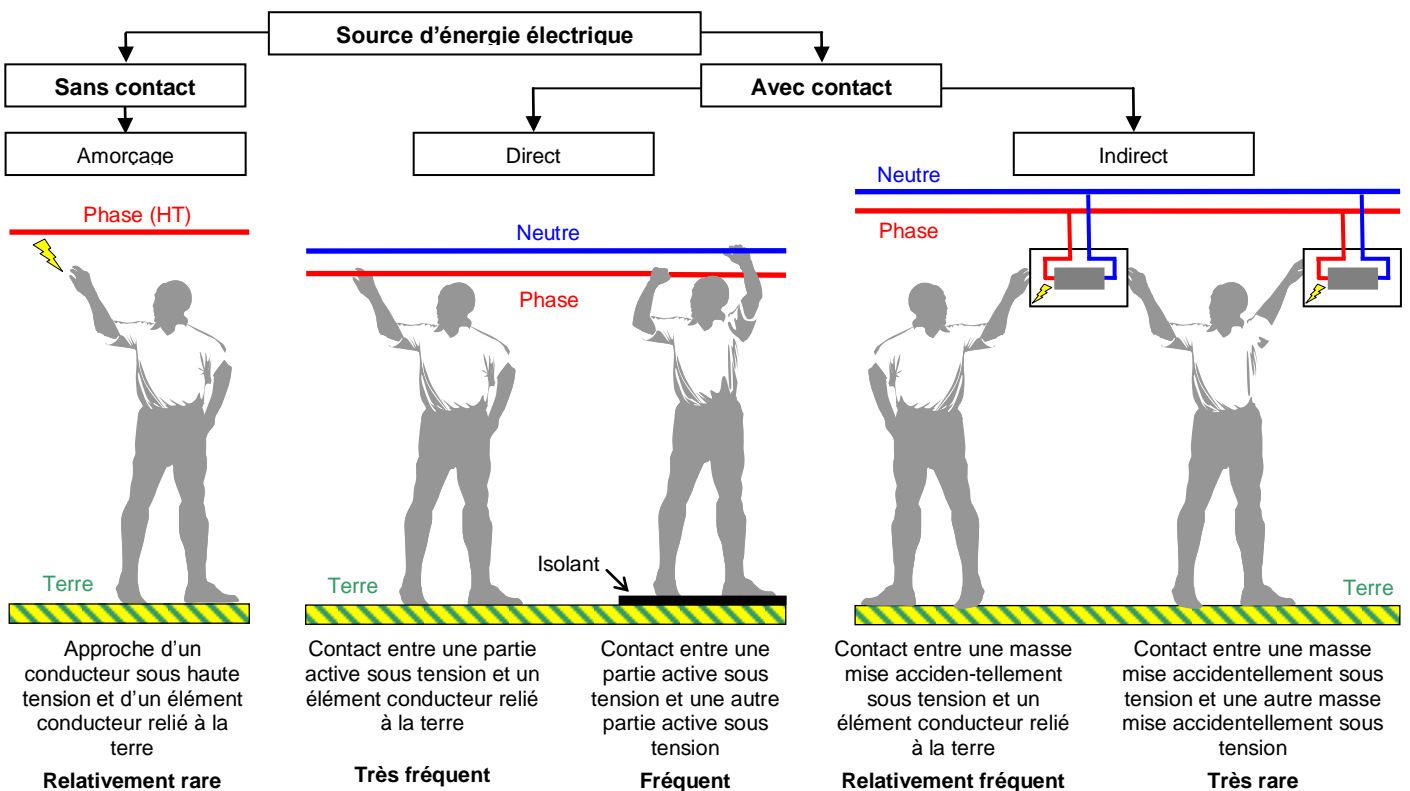 Source d'énergie électrique
Sans contact
Avec contact
Amorçage
Direct
Indirect
Phase (HT)
Terre
Approche d'un
conducteur sous haute
tension et d'un élément
conducteur relié à la
terre
Relativement rare
Neutre
Phase
Terre
Isolant
Contact entre une partie
active sous tension et un
élément conducteur relié
à la terre
Très fréquent
Contact entre une
partie active sous
tension et une autre
partie active sous
tension
Fréquent
Neutre
Phase
Terre
Contact entre une masse
mise acciden-tellement
sous tension et un
élément conducteur relié
à la terre
Relativement fréquent
Contact entre une masse
mise accidentellement sous
tension et une autre masse
mise accidentellement sous
tension
Très rare